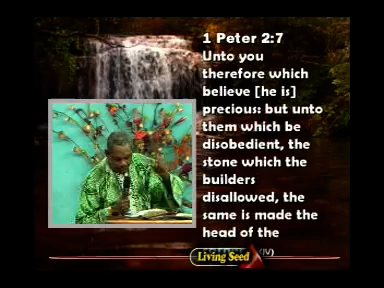 1 Peter 2:7
Unto you
therefore which
believe [he is]
precious: but unto
them which be
disobedient, the
stone which the
builders
disallowed, the
same is made the
head of the
Living Seed